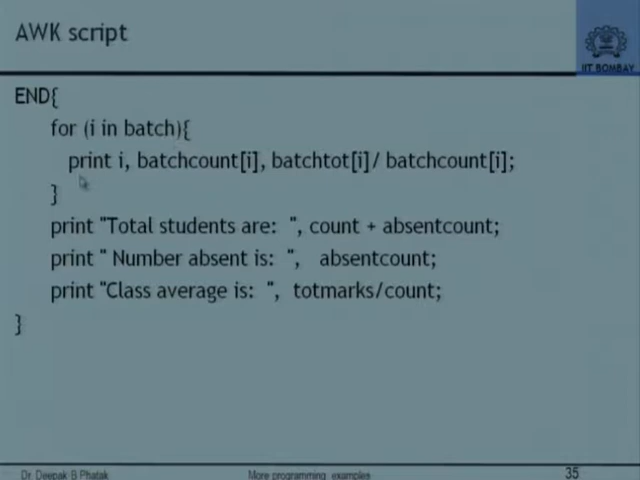 AWK script
IIT BOMBAY
END{
for (i in batch){
print i, batchcount[i], batchtot[i]/ batchcount[i];
}
print "Total students are:  ", count + absentcount;
print " Number absent is:  ",   absentcount;
print "Class average is:  ",  totmarks/count;
}
Dr. Deepak B Phatak
More programming examples
35